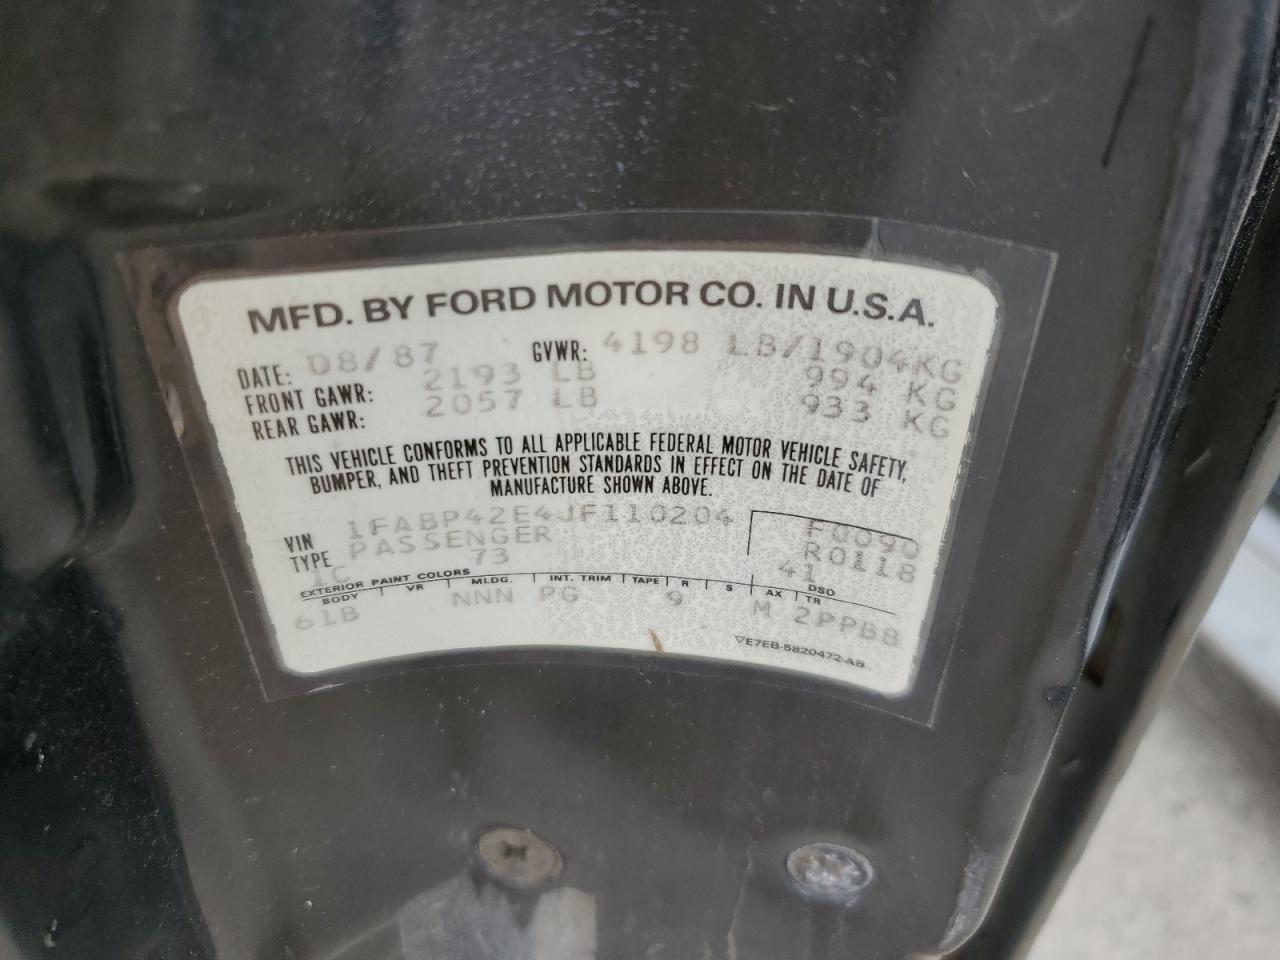 MFD. BY FORD MOTOR CO. IN U.S.A.
DATE: 08/87 GVWR: 4198 LB/1904KG
FRONT GAWR: 2193 LB 994 KG
REAR GAWR: 2057 LB 933 KG
THIS VEHICLE CONFORMS TO ALL APPLICABLE FEDERAL MOTOR VEHICLE SAFETY,
BUMPER, AND THEFT PREVENTION STANDARDS IN EFFECT ON THE DATE OF
MANUFACTURE SHOWN ABOVE.
VIN 1FABP42E4JF110204 F0090
TYPE PASSENGER R0118
1C 73 41
EXTERIOR PAINT COLORS DSO
BODY VR MLDG. INT. TRIM TAPE R S AX TR
61B NNN PG 9 M 2PPB8
E7EB-5820472-AB